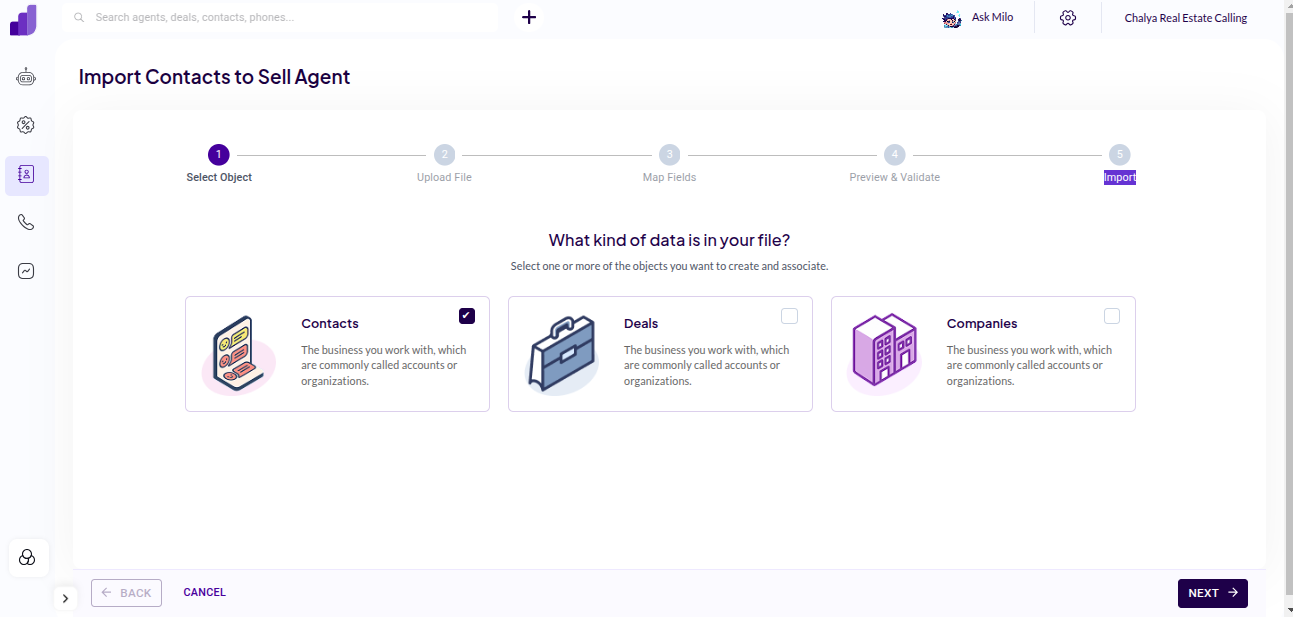 Search agents, deals, contacts, phones...
+
Ask Milo
Chalya Real Estate Calling
Import Contacts to Sell Agent
1
2
3
4
5
Select Object
Upload File
Map Fields
Preview & Validate
Import
What kind of data is in your file?
Select one or more of the objects you want to create and associate.
Contacts
The business you work with, which
are commonly called accounts or
organizations.
Deals
The business you work with, which
are commonly called accounts or
organizations.
Companies
The business you work with, which
are commonly called accounts or
organizations.
← BACK
CANCEL
NEXT →